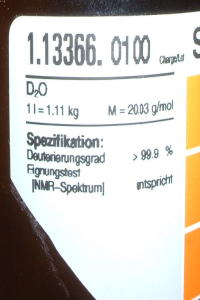 1.13366. 0100 Charge/Lot
D₂O
1 l = 1.11 kg M = 20.03 g/mol
Spezifikation:
Deuterierungsgrad > 99.9 %
Eignungstest
[NMR-Spektrum] entspricht